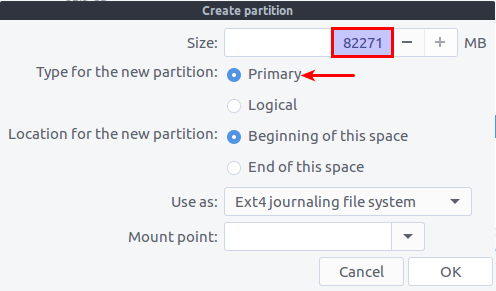 Create partition
Size: 82271 − + MB
Type for the new partition: Primary
Logical
Location for the new partition: Beginning of this space
End of this space
Use as: Ext4 journaling file system
Mount point:
Cancel OK